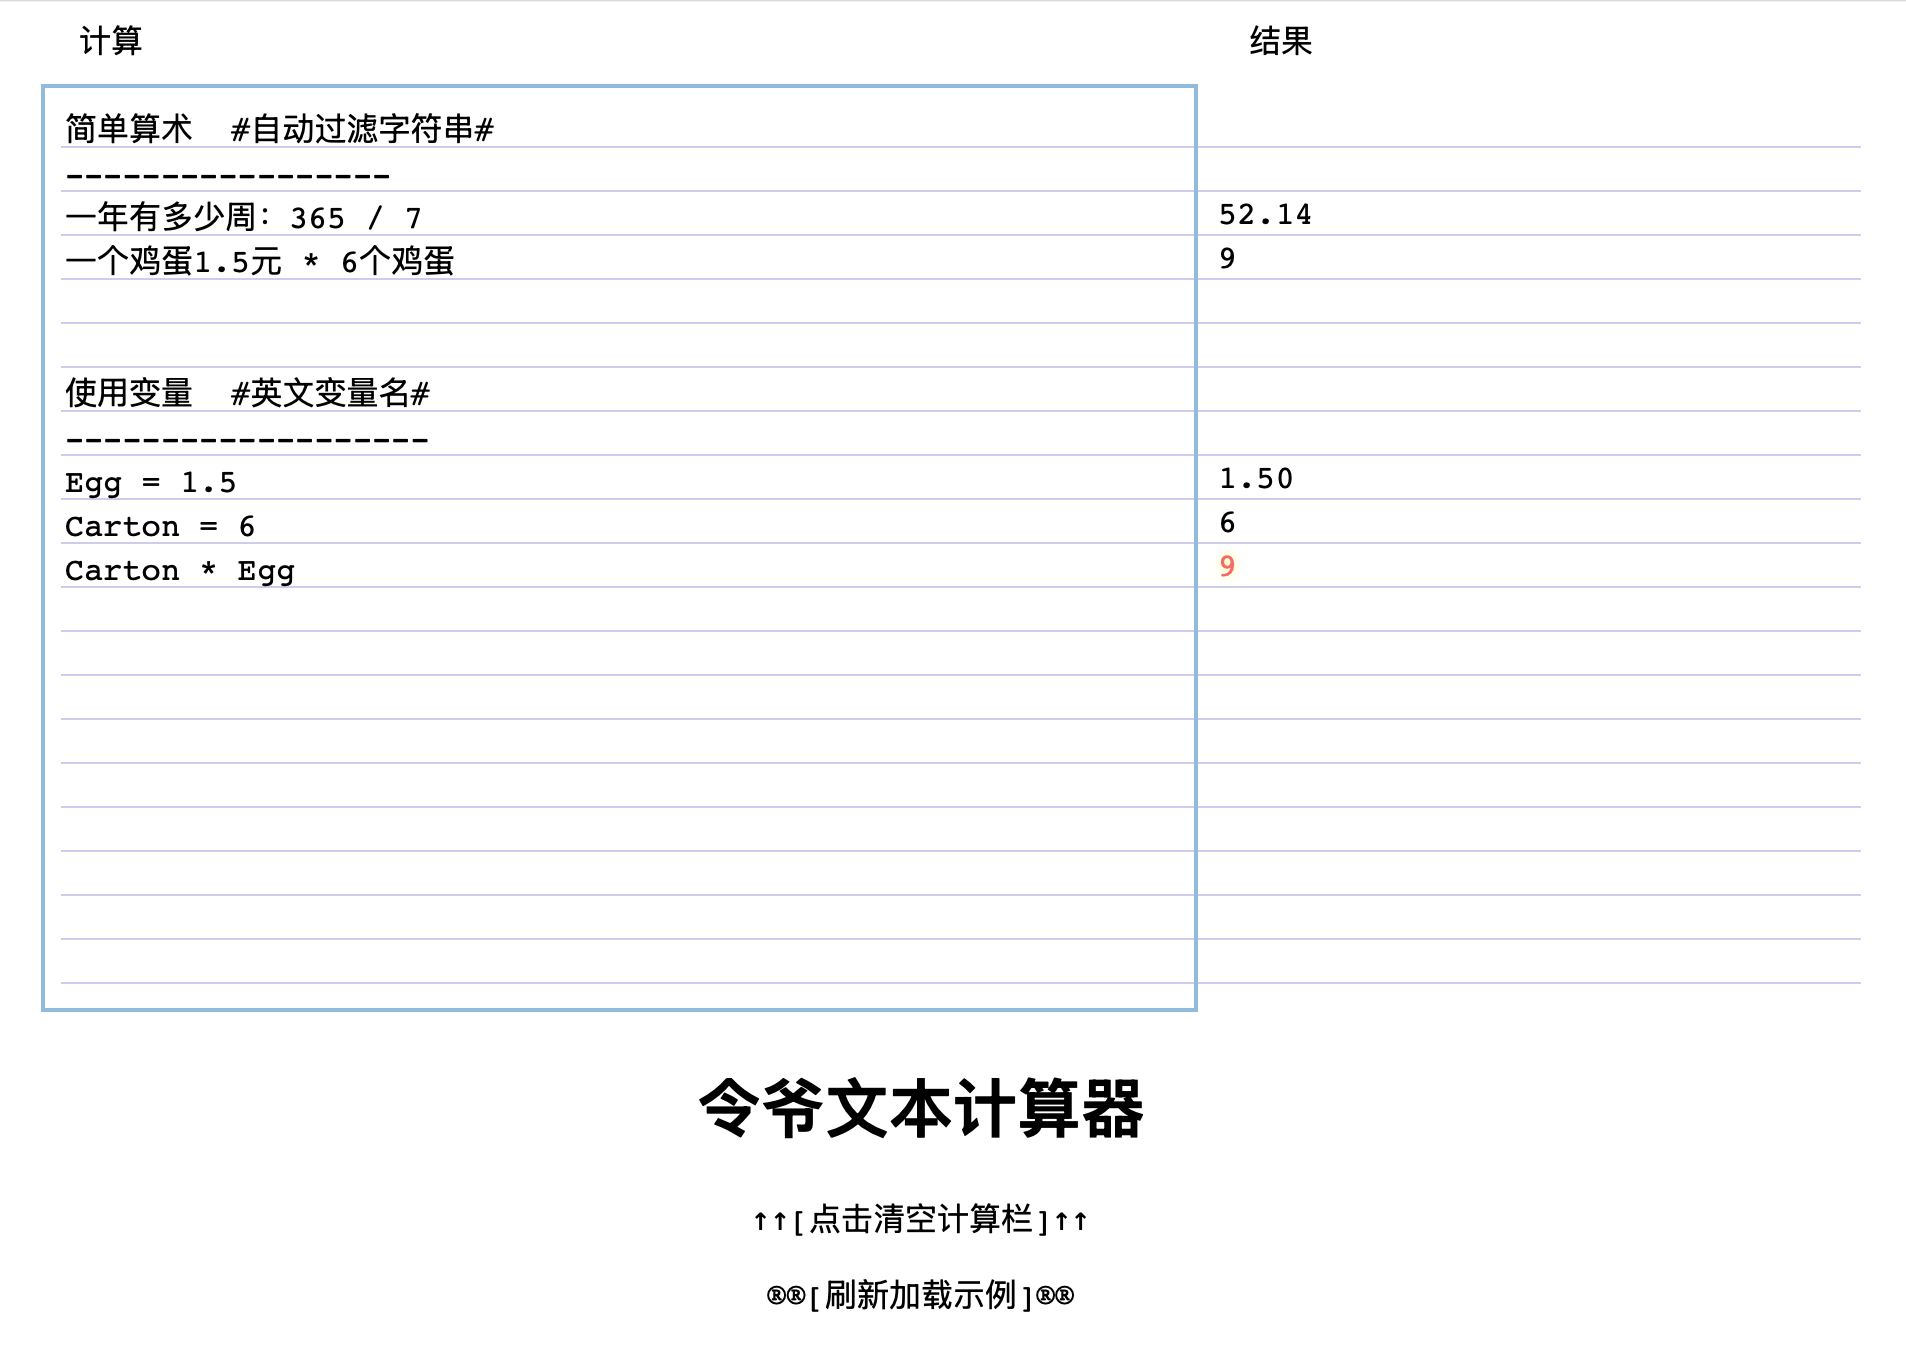 计算
结果
简单算术  #自动过滤字符串#
-----------------
一年有多少周：365 / 7
52.14
一个鸡蛋1.5元 * 6个鸡蛋
9
使用变量  #英文变量名#
-------------------
Egg = 1.5
1.50
Carton = 6
6
Carton * Egg
9
令爷文本计算器
↑↑[点击清空计算栏]↑↑
®®[刷新加载示例]®®